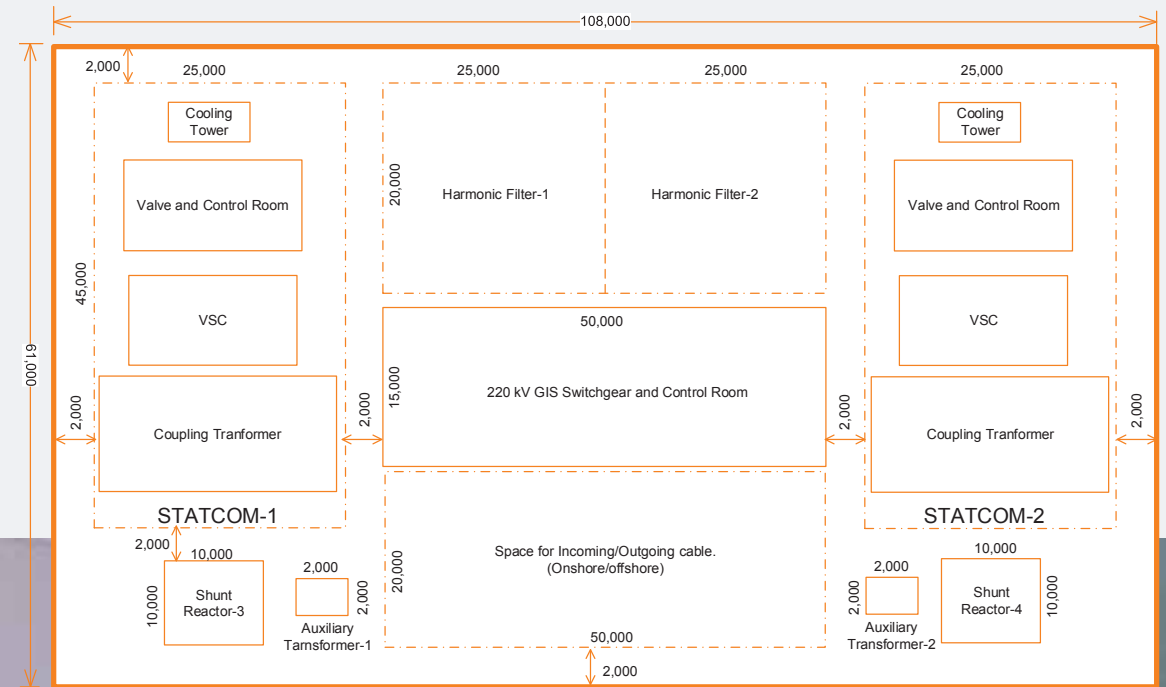 108,000
2,000
25,000
25,000
25,000
25,000
Cooling
Tower
Cooling
Tower
Valve and Control Room
20,000
Harmonic Filter-1
Harmonic Filter-2
Valve and Control Room
45,000
61,000
VSC
50,000
VSC
2,000
Coupling Tranformer
2,000
15,000
220 kV GIS Switchgear and Control Room
2,000
Coupling Tranformer
2,000
STATCOM-1
STATCOM-2
2,000
10,000
10,000
Shunt
Reactor-3
2,000
2,000
Auxiliary
Tarnsformer-1
20,000
Space for Incoming/Outgoing cable.
(Onshore/offshore)
50,000
2,000
2,000
2,000
Auxiliary
Transformer-2
10,000
Shunt
Reactor-4
10,000